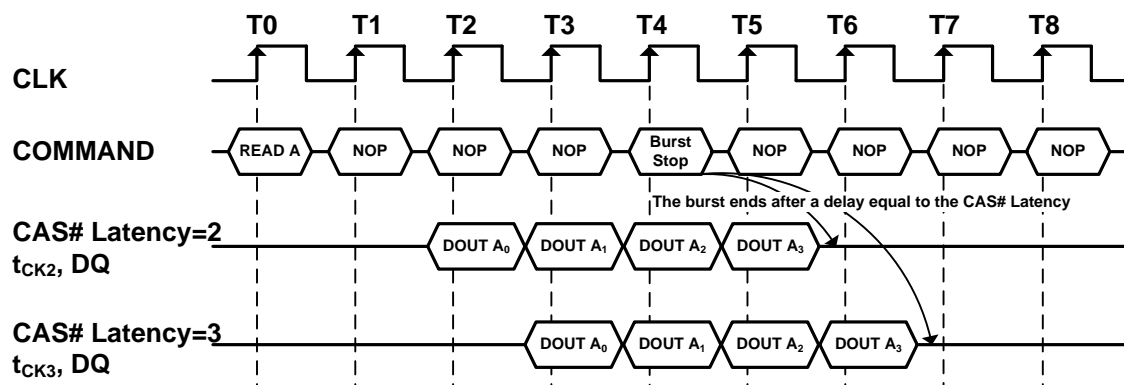 T0 T1 T2 T3 T4 T5 T6 T7 T8
CLK
COMMAND READ A NOP NOP NOP Burst Stop NOP NOP NOP NOP
The burst ends after a delay equal to the CAS# Latency
CAS# Latency=2
tCK2, DQ DOUT A0 DOUT A1 DOUT A2 DOUT A3
CAS# Latency=3
tCK3, DQ DOUT A0 DOUT A1 DOUT A2 DOUT A3